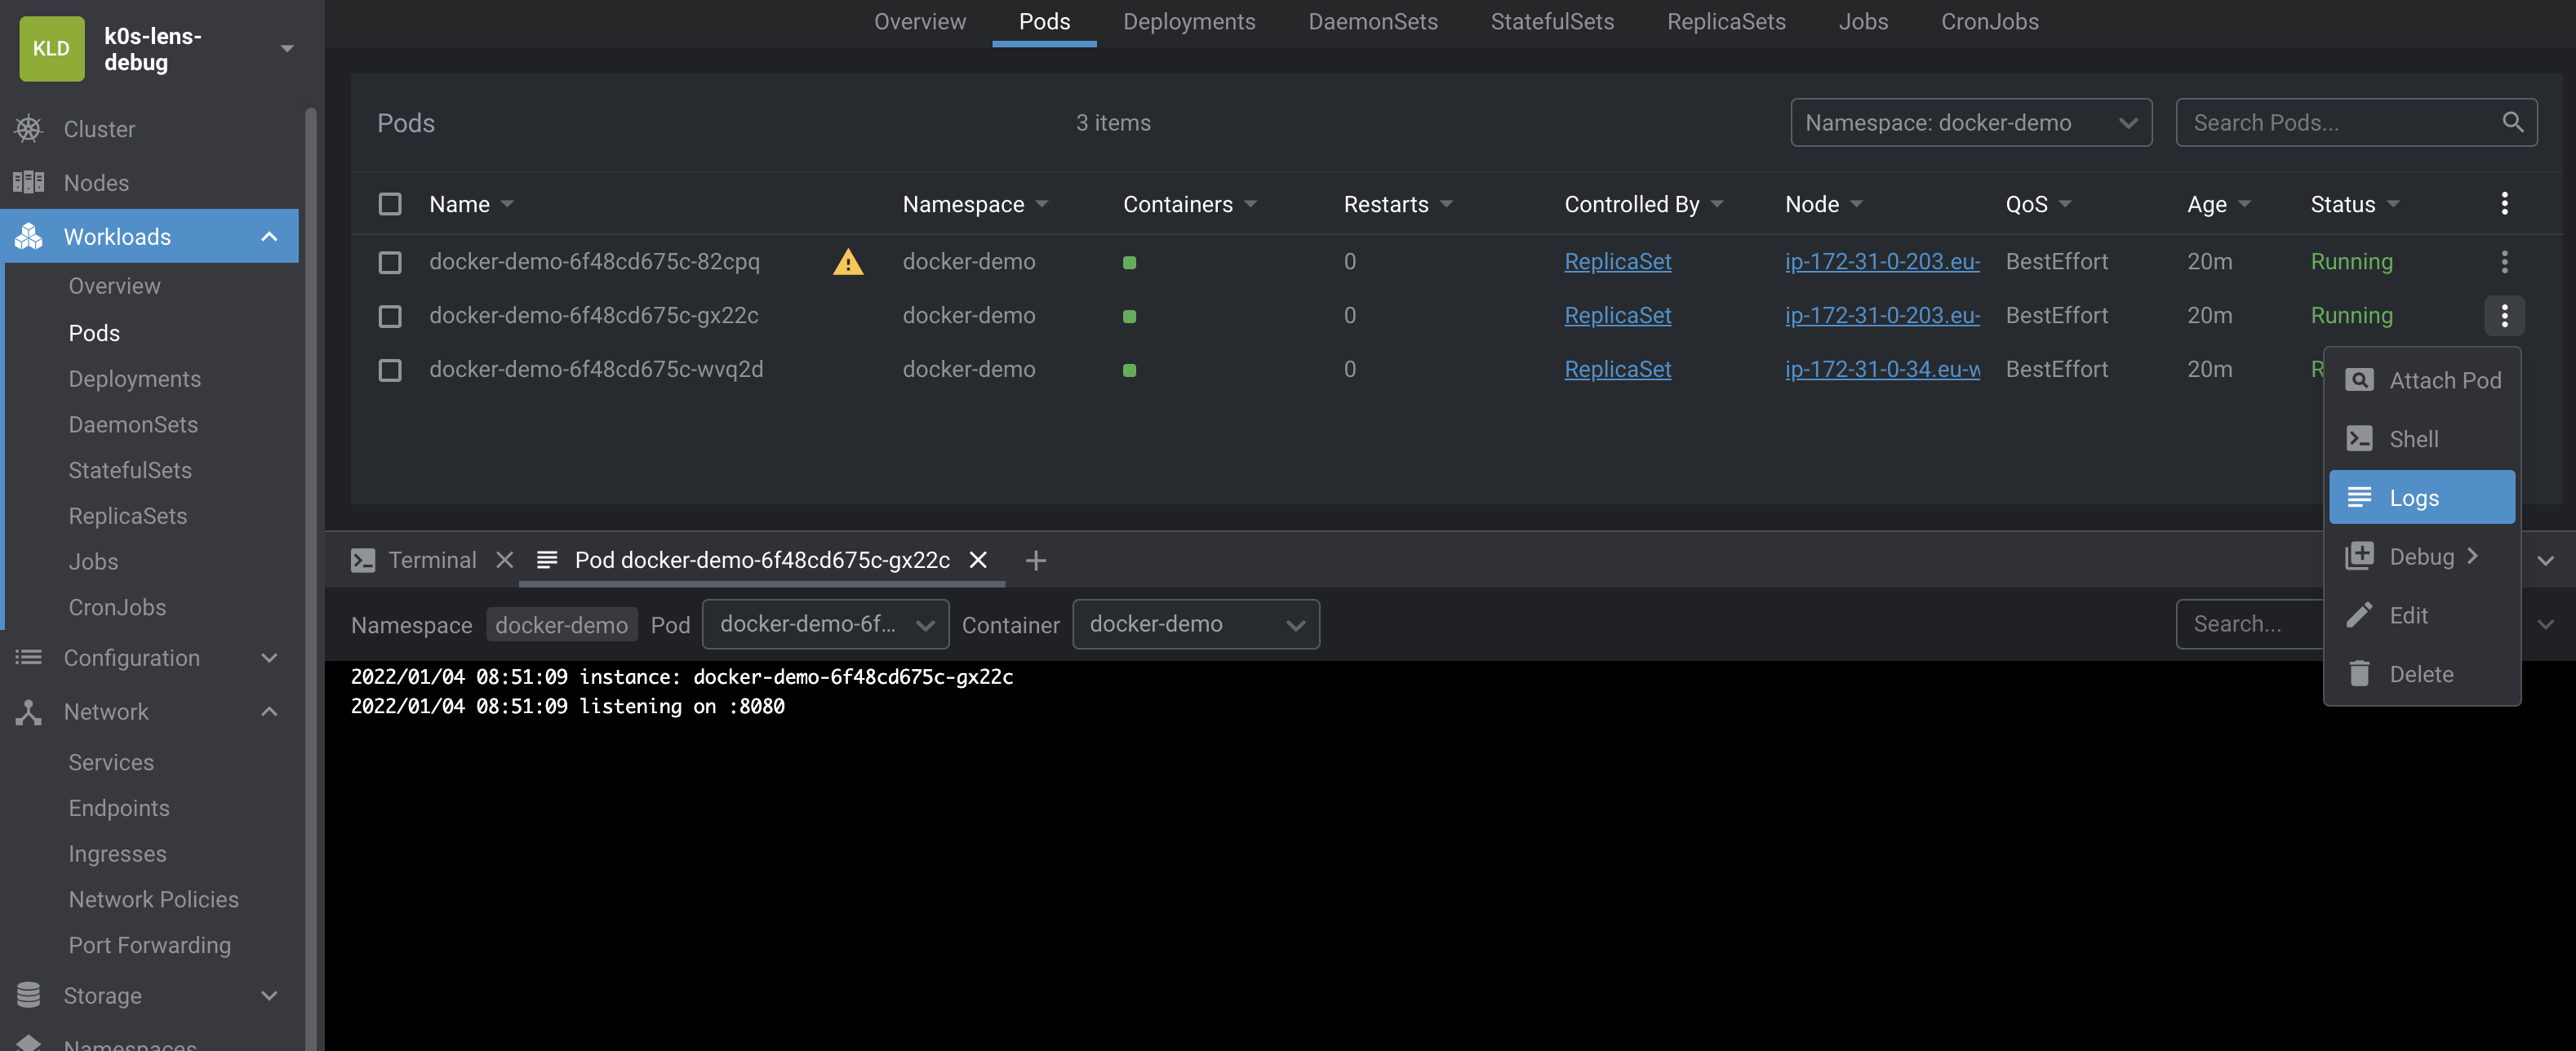 KLD
k0s-lens-
debug
Cluster
Nodes
Workloads
Overview
Pods
Deployments
DaemonSets
StatefulSets
ReplicaSets
Jobs
CronJobs
Configuration
Network
Services
Endpoints
Ingresses
Network Policies
Port Forwarding
Storage
Namespaces
Overview Pods Deployments DaemonSets StatefulSets ReplicaSets Jobs CronJobs
Pods 3 items Namespace: docker-demo Search Pods...
Name Namespace Containers Restarts Controlled By Node QoS Age Status
docker-demo-6f48cd675c-82cpq docker-demo 0 ReplicaSet ip-172-31-0-203.eu- BestEffort 20m Running
docker-demo-6f48cd675c-gx22c docker-demo 0 ReplicaSet ip-172-31-0-203.eu- BestEffort 20m Running
docker-demo-6f48cd675c-wvq2d docker-demo 0 ReplicaSet ip-172-31-0-34.eu-w BestEffort 20m
Attach Pod
Shell
Logs
Debug
Edit
Delete
Terminal Pod docker-demo-6f48cd675c-gx22c
Namespace docker-demo Pod docker-demo-6f... Container docker-demo Search...
2022/01/04 08:51:09 instance: docker-demo-6f48cd675c-gx22c
2022/01/04 08:51:09 listening on :8080